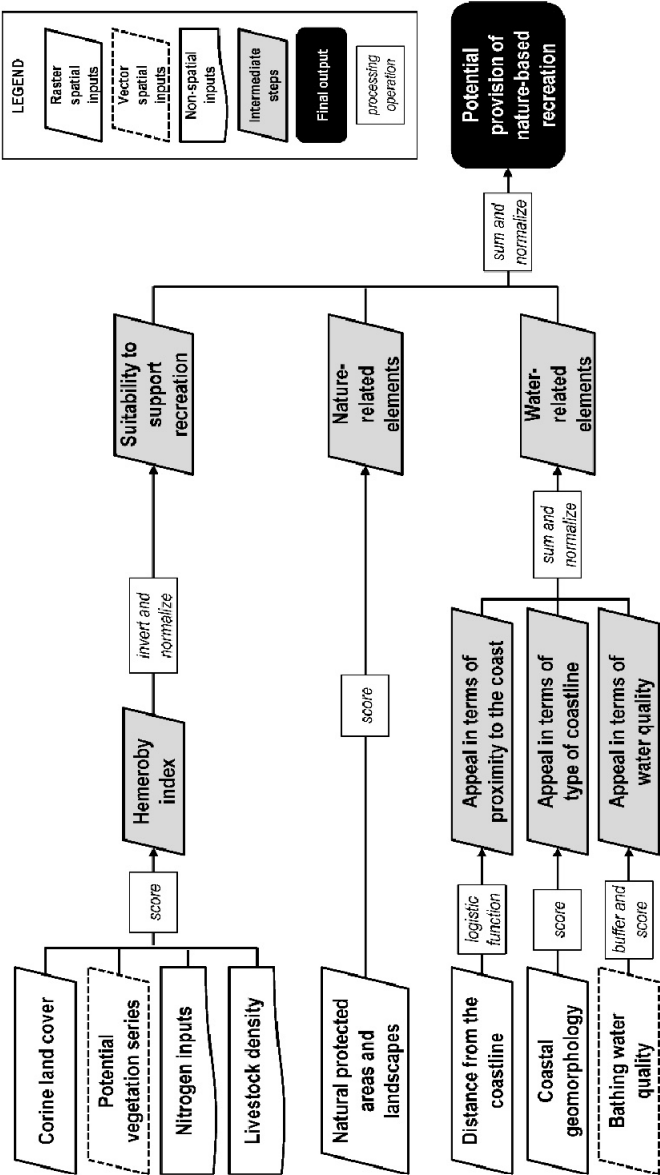 LEGEND
Raster
spatial
inputs
Vector
spatial
inputs
Non-spatial
inputs
Intermediate
steps
Final output
processing
operation
Corine land cover
Potential
vegetation series
Nitrogen inputs
Livestock density
score
Hemeroby
index
invert and
normalize
Suitability to
support
recreation
Natural protected
areas and
landscapes
score
Nature-
related
elements
Distance from the
coastline
logistic
function
Appeal in terms of
proximity to the coast
Coastal
geomorphology
score
Appeal in terms of
type of coastline
Bathing water
quality
buffer and
score
Appeal in terms of
water quality
sum and
normalize
Water-
related
elements
sum and
normalize
Potential
provision of
nature-based
recreation